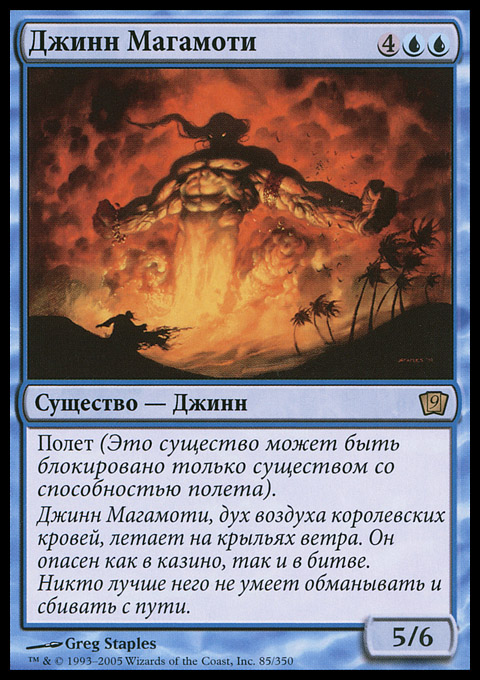 Джинн Магамоти 4
9
Существо — Джинн
Полет (Это существо может быть
блокировано только существом со
способностью полета).
Джинн Магамоти, дух воздуха королевских
кровей, летает на крыльях ветра. Он
опасен как в казино, так и в битве.
Никто лучше него не умеет обманывать и
сбивать с пути.
5/6
Greg Staples
™ & © 1993–2005 Wizards of the Coast, Inc. 85/350